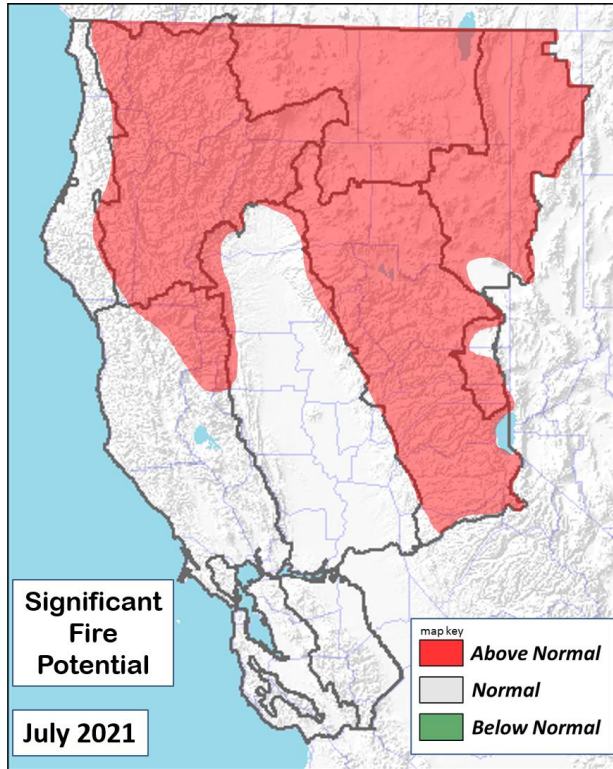 Significant
Fire
Potential
July 2021
map key
Above Normal
Normal
Below Normal